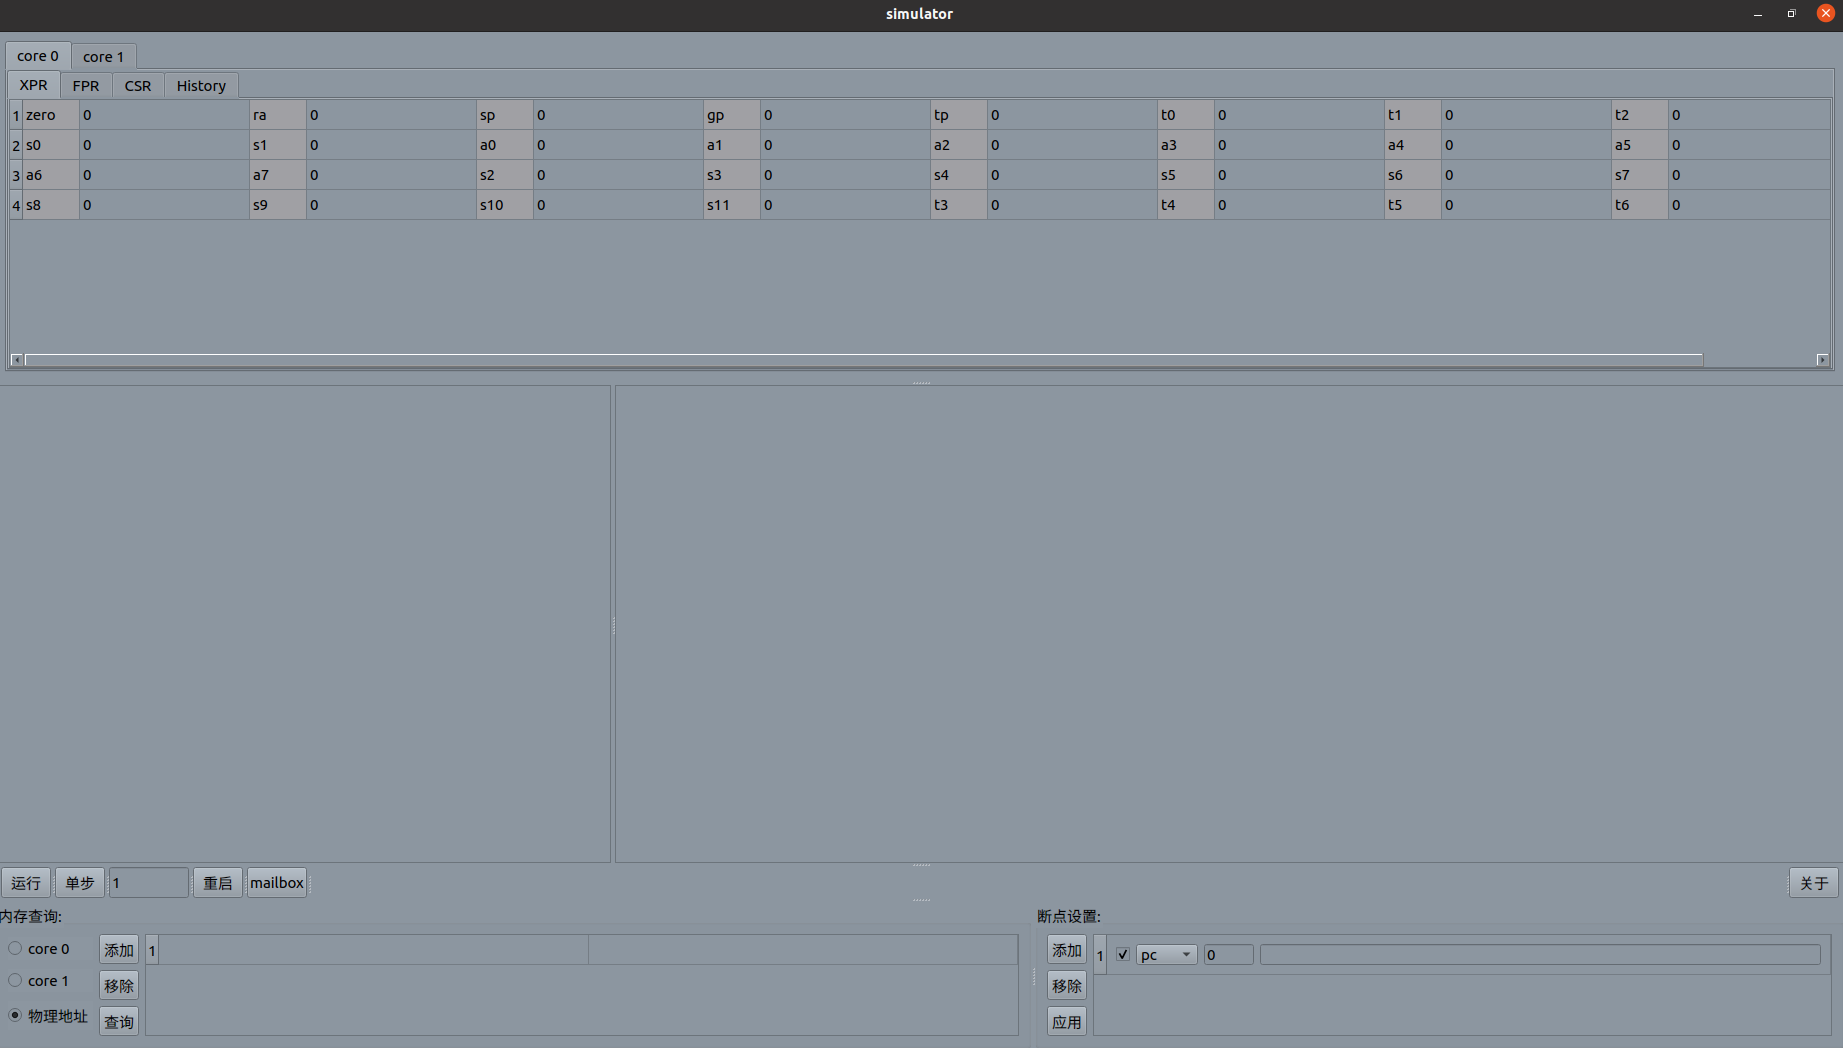 simulator
core 0 core 1
XPR FPR CSR History
1 zero 0 ra 0 sp 0 gp 0 tp 0 t0 0 t1 0 t2 0
2 s0 0 s1 0 a0 0 a1 0 a2 0 a3 0 a4 0 a5 0
3 a6 0 a7 0 s2 0 s3 0 s4 0 s5 0 s6 0 s7 0
4 s8 0 s9 0 s10 0 s11 0 t3 0 t4 0 t5 0 t6 0
运行 单步 1 重启 mailbox 关于
内存查询:
core 0 添加 1
core 1 移除
物理地址 查询
断点设置:
添加 1 pc 0
移除
应用